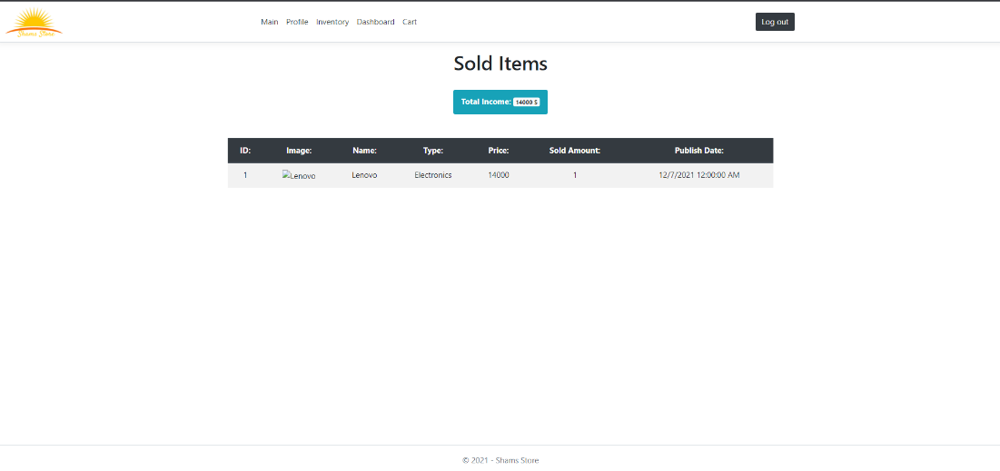 Shams Store
Main Profile Inventory Dashboard Cart
Log out
Sold Items
Total Income: 14000 $
ID: Image: Name: Type: Price: Sold Amount: Publish Date:
1 Lenovo Lenovo Electronics 14000 1 12/7/2021 12:00:00 AM
© 2021 - Shams Store